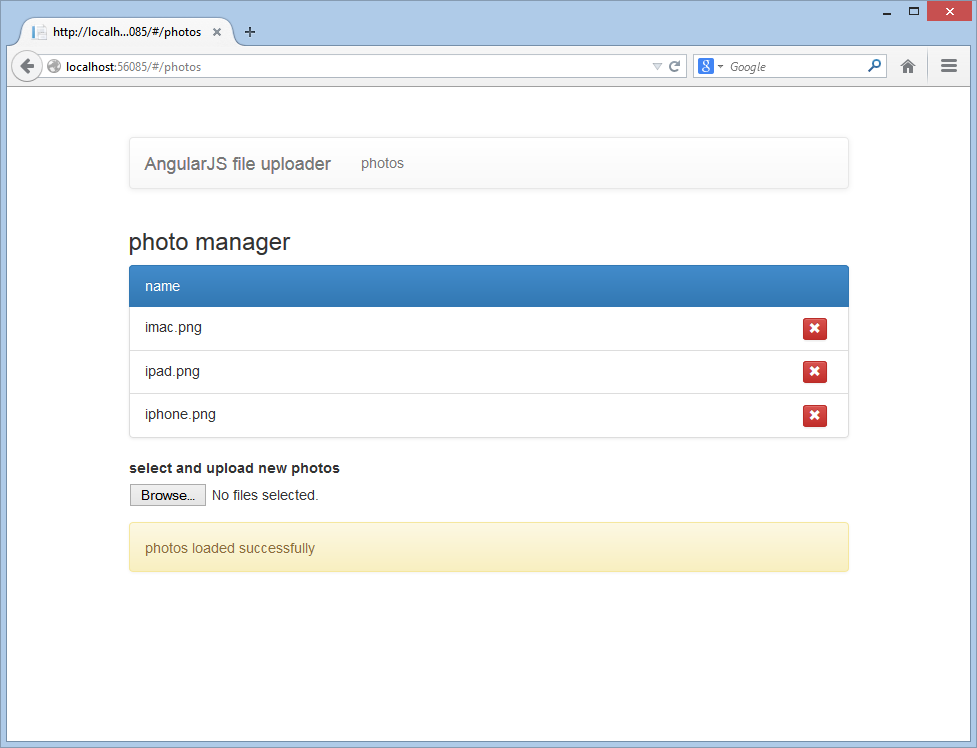 http://localh...085/#/photos
localhost:56085/#/photos
Google
AngularJS file uploader photos
photo manager
name
imac.png
ipad.png
iphone.png
select and upload new photos
Browse... No files selected.
photos loaded successfully